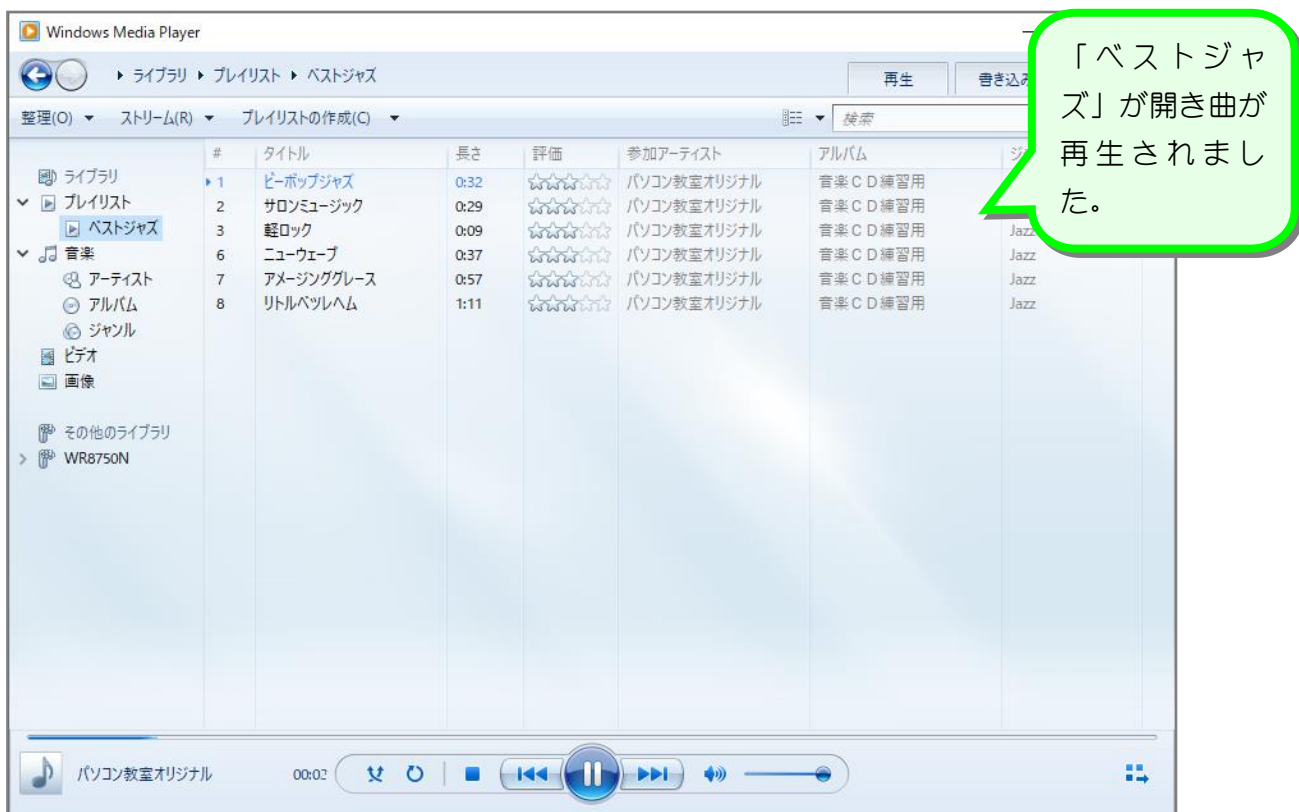 Windows Media Player
ライブラリ プレイリスト ベストジャズ
再生 書き込み
整理(O) ストリーム(R) プレイリストの作成(C) 検索
# タイトル 長さ 評価 参加アーティスト アルバム
1 ビーポップジャズ 0:32 パソコン教室オリジナル 音楽ＣＤ練習用
2 サロンミュージック 0:29 パソコン教室オリジナル 音楽ＣＤ練習用
3 軽ロック 0:09 パソコン教室オリジナル 音楽ＣＤ練習用 Jazz
6 ニューウェーブ 0:37 パソコン教室オリジナル 音楽ＣＤ練習用 Jazz
7 アメージンググレース 0:57 パソコン教室オリジナル 音楽ＣＤ練習用 Jazz
8 リトルベツレヘム 1:11 パソコン教室オリジナル 音楽ＣＤ練習用 Jazz
ライブラリ
プレイリスト
ベストジャズ
音楽
アーティスト
アルバム
ジャンル
ビデオ
画像
その他のライブラリ
WR8750N
「ベストジャ
ズ」が開き曲が
再生されまし
た。
パソコン教室オリジナル 00:02